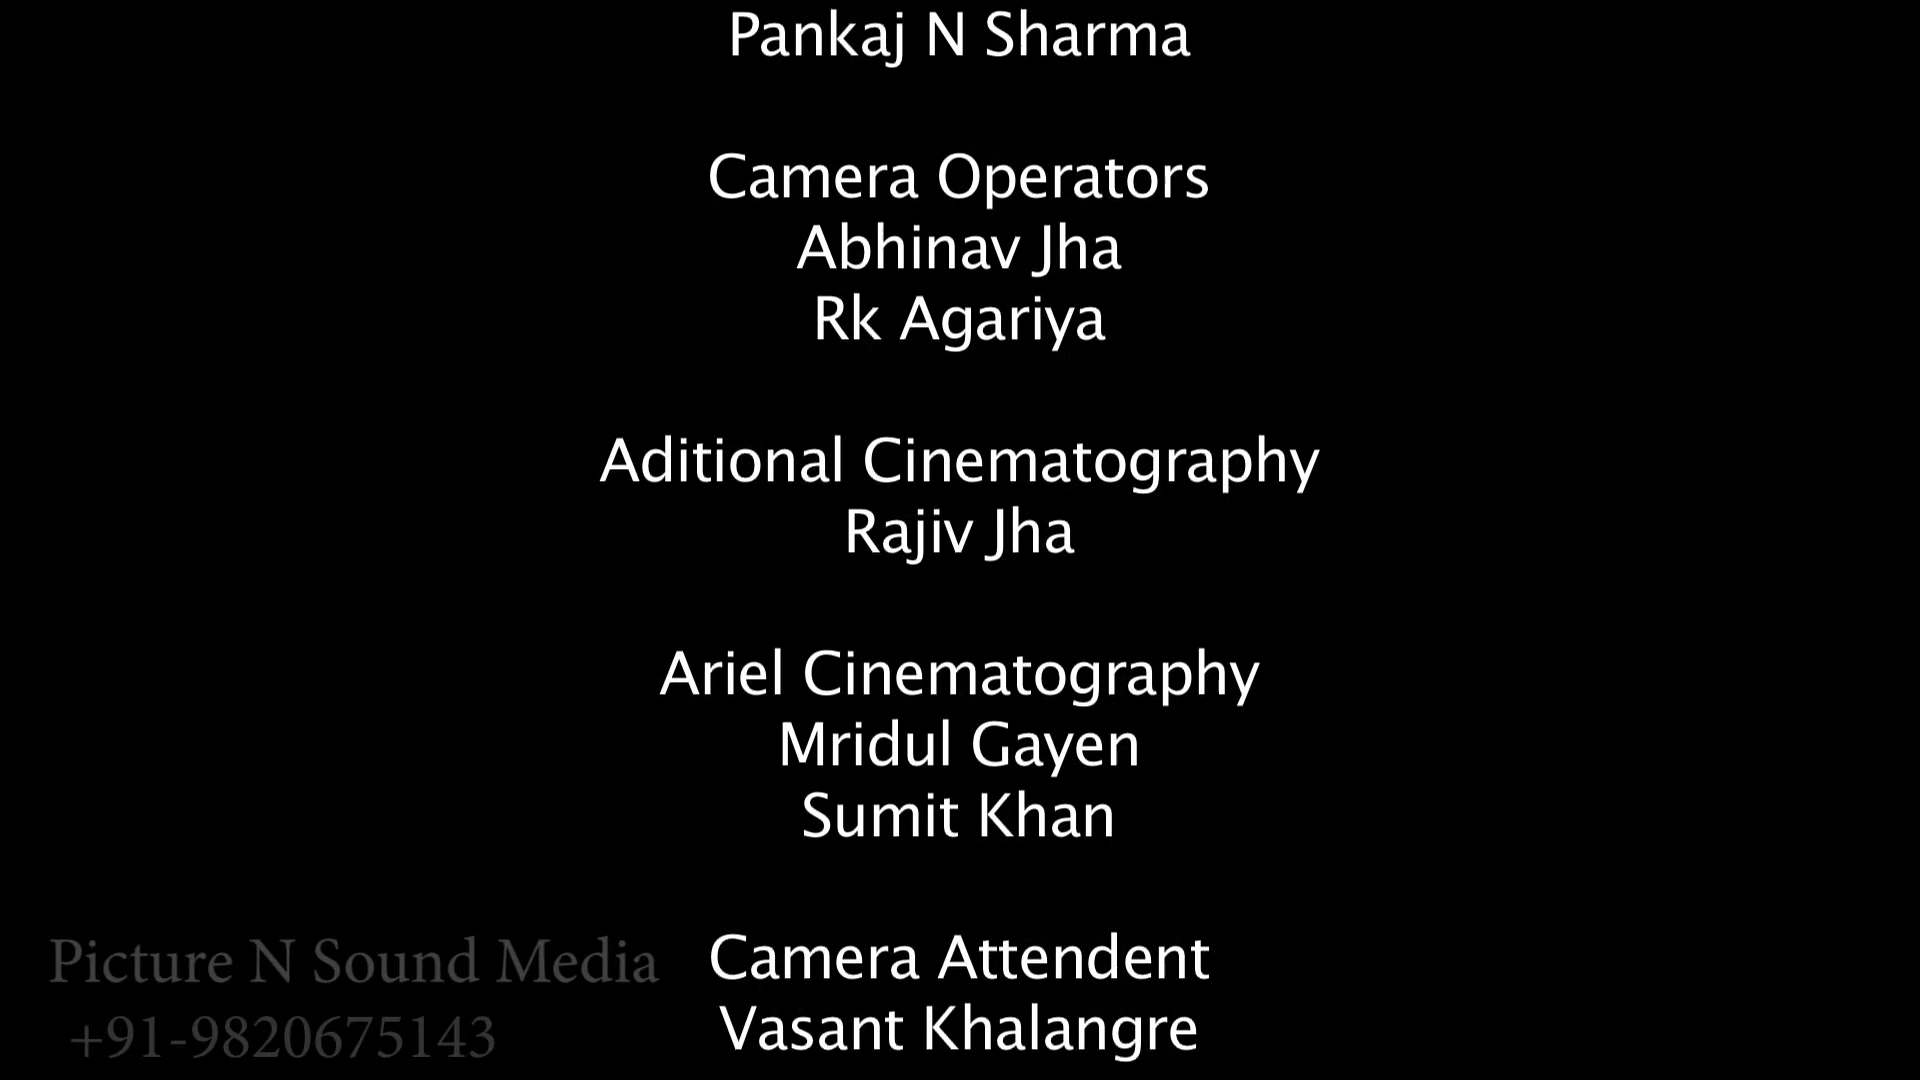 Pankaj N Sharma
Camera Operators
Abhinav Jha
Rk Agariya
Aditional Cinematography
Rajiv Jha
Ariel Cinematography
Mridul Gayen
Sumit Khan
Camera Attendent
Vasant Khalangre
Picture N Sound Media
+91-9820675143